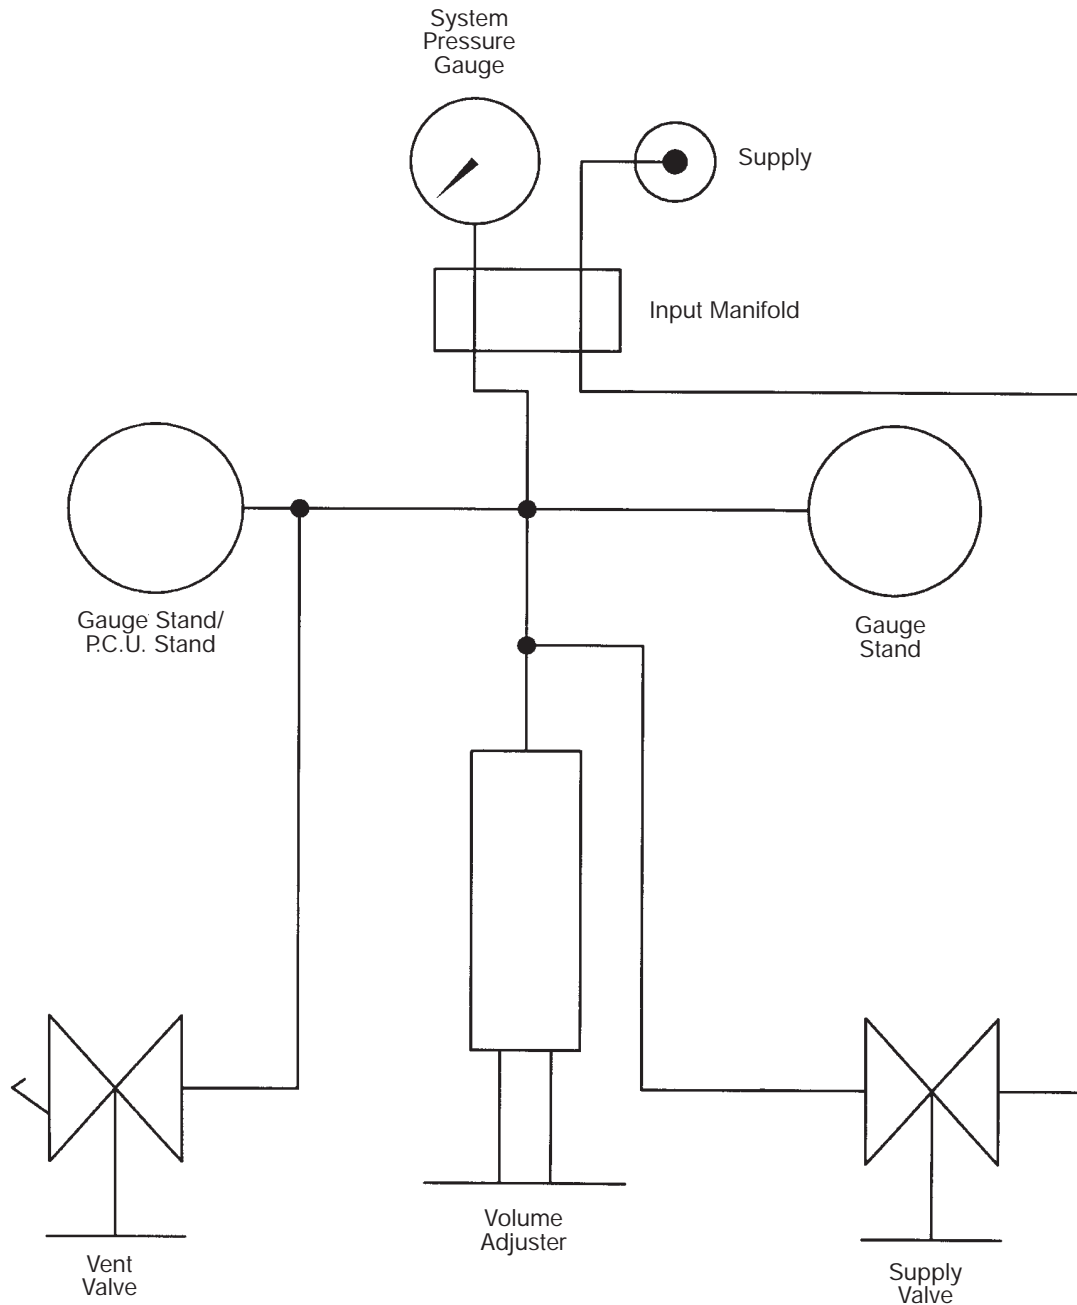 System
Pressure
Gauge
Supply
Input Manifold
Gauge Stand/
P.C.U. Stand
Gauge
Stand
Volume
Adjuster
Vent
Valve
Supply
Valve